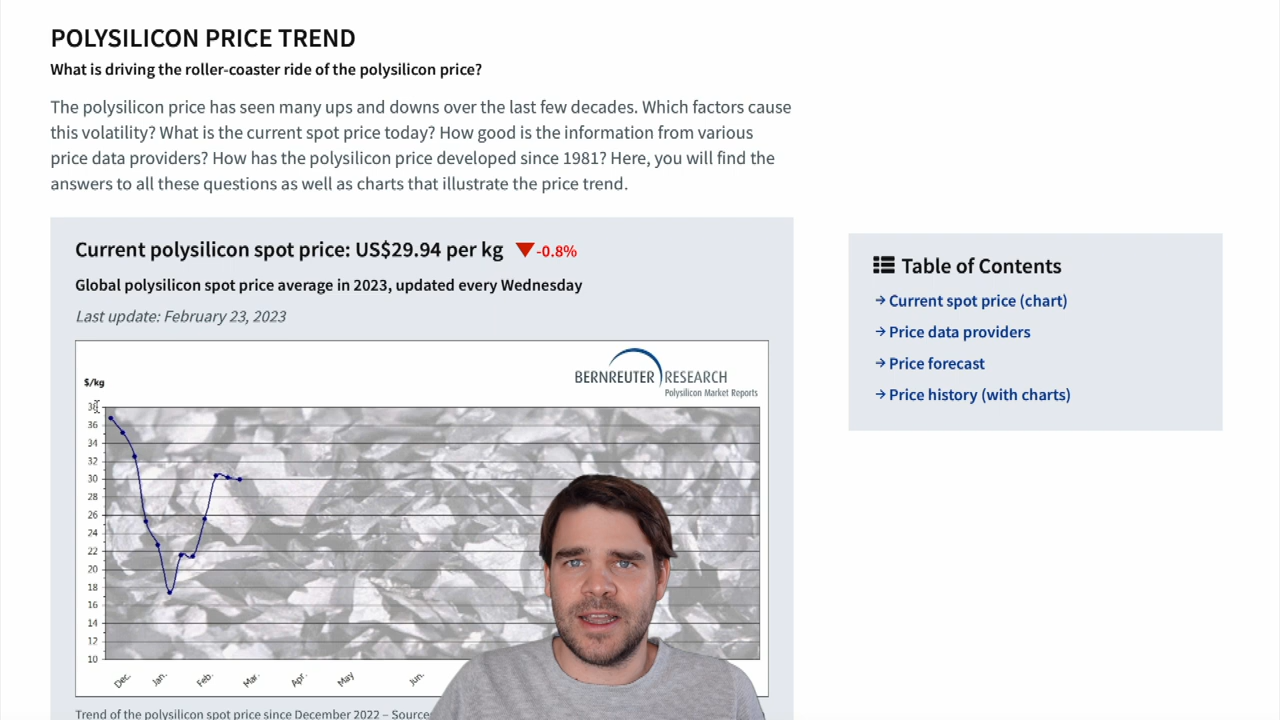 POLYSILICON PRICE TREND
What is driving the roller-coaster ride of the polysilicon price?
The polysilicon price has seen many ups and downs over the last few decades. Which factors cause
this volatility? What is the current spot price today? How good is the information from various
price data providers? How has the polysilicon price developed since 1981? Here, you will find the
answers to all these questions as well as charts that illustrate the price trend.
Current polysilicon spot price: US$29.94 per kg -0.8%
Global polysilicon spot price average in 2023, updated every Wednesday
Last update: February 23, 2023
BERNREUTER RESEARCH
Polysilicon Market Reports
$/kg
38
36
34
32
30
28
26
24
22
20
18
16
14
12
10
Dec. Jan. Feb. Mar. Apr. May Jun.
Trend of the polysilicon spot price since December 2022 – Source
Table of Contents
→ Current spot price (chart)
→ Price data providers
→ Price forecast
→ Price history (with charts)